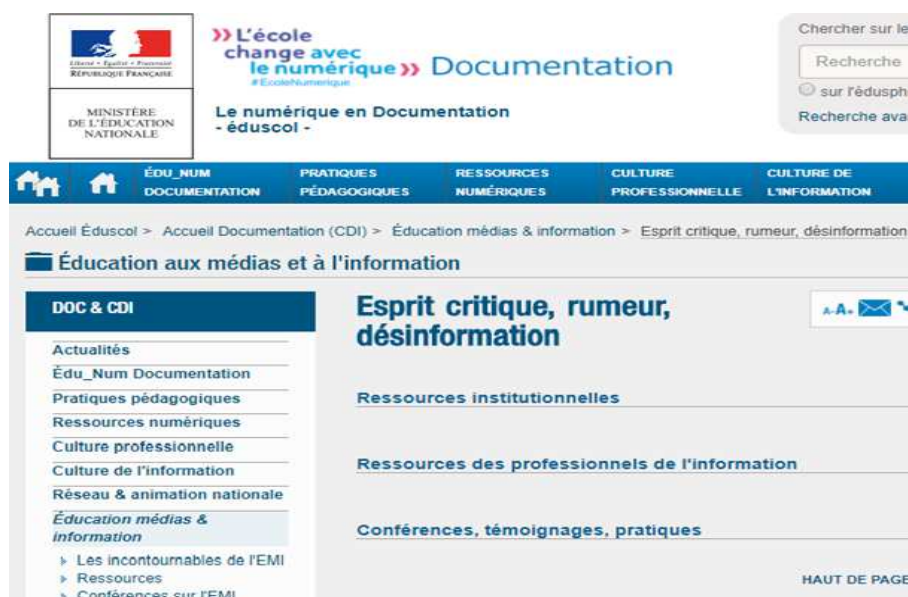 Liberté • Égalité • Fraternité
RÉPUBLIQUE FRANÇAISE
MINISTÈRE
DE L'ÉDUCATION
NATIONALE
L'école
change avec
le numérique
#EcoleNumerique
Documentation
Le numérique en Documentation
- éduscol -
Chercher sur le
Recherche
sur l'édusph
Recherche ava
ÉDU_NUM
DOCUMENTATION
PRATIQUES
PÉDAGOGIQUES
RESSOURCES
NUMÉRIQUES
CULTURE
PROFESSIONNELLE
CULTURE DE
L'INFORMATION
Accueil Éduscol > Accueil Documentation (CDI) > Éducation médias & information > Esprit critique, rumeur, désinformation
Éducation aux médias et à l'information
DOC & CDI
Actualités
Édu_Num Documentation
Pratiques pédagogiques
Ressources numériques
Culture professionnelle
Culture de l'information
Réseau & animation nationale
Éducation médias &
information
Les incontournables de l'EMI
Ressources
Conférences sur l'EMI
Esprit critique, rumeur,
désinformation
A-A+
Ressources institutionnelles
Ressources des professionnels de l'information
Conférences, témoignages, pratiques
HAUT DE PAGE